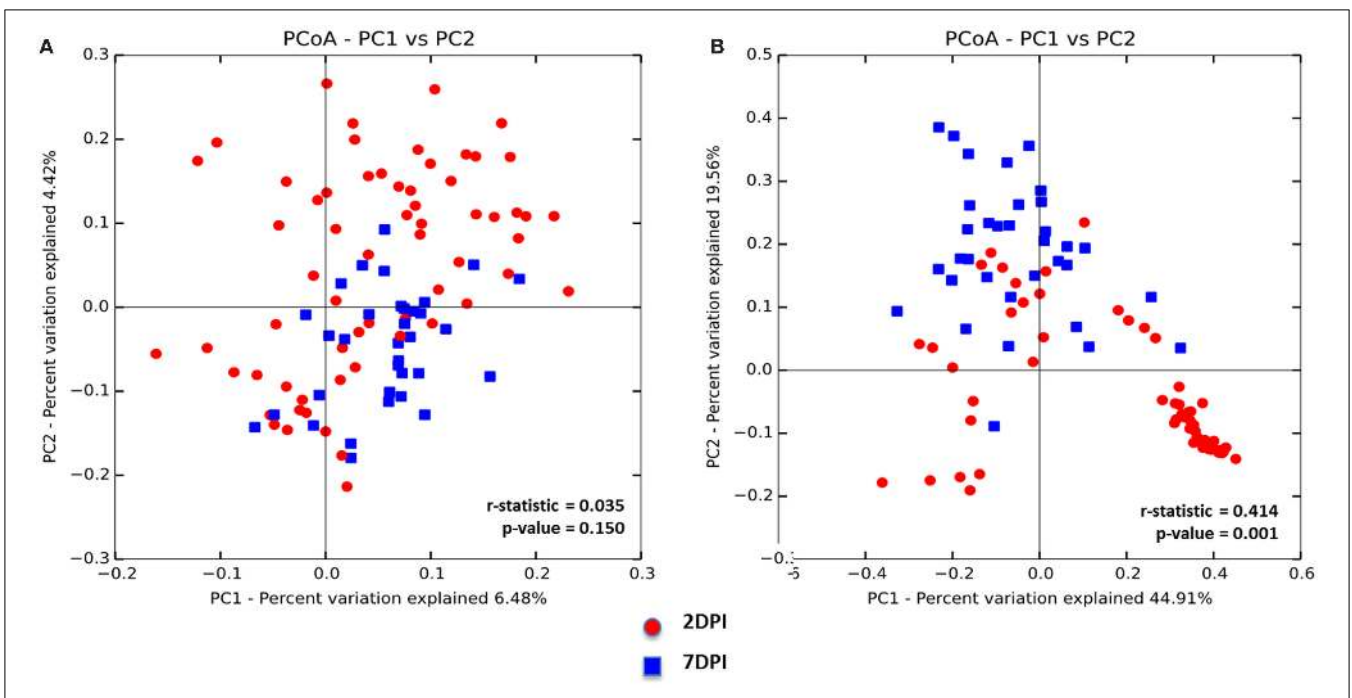 A
PCoA - PC1 vs PC2
0.3
0.2
0.1
0.0
−0.1
−0.2
−0.3
−0.2
−0.1
0.0
0.1
0.2
0.3
PC2 - Percent variation explained 4.42%
PC1 - Percent variation explained 6.48%
r-statistic = 0.035
p-value = 0.150
B
PCoA - PC1 vs PC2
0.5
0.4
0.3
0.2
0.1
0.0
−0.1
−0.2
−0.2
0.0
0.2
0.4
0.6
PC2 - Percent variation explained 19.56%
PC1 - Percent variation explained 44.91%
r-statistic = 0.414
p-value = 0.001
2DPI
7DPI